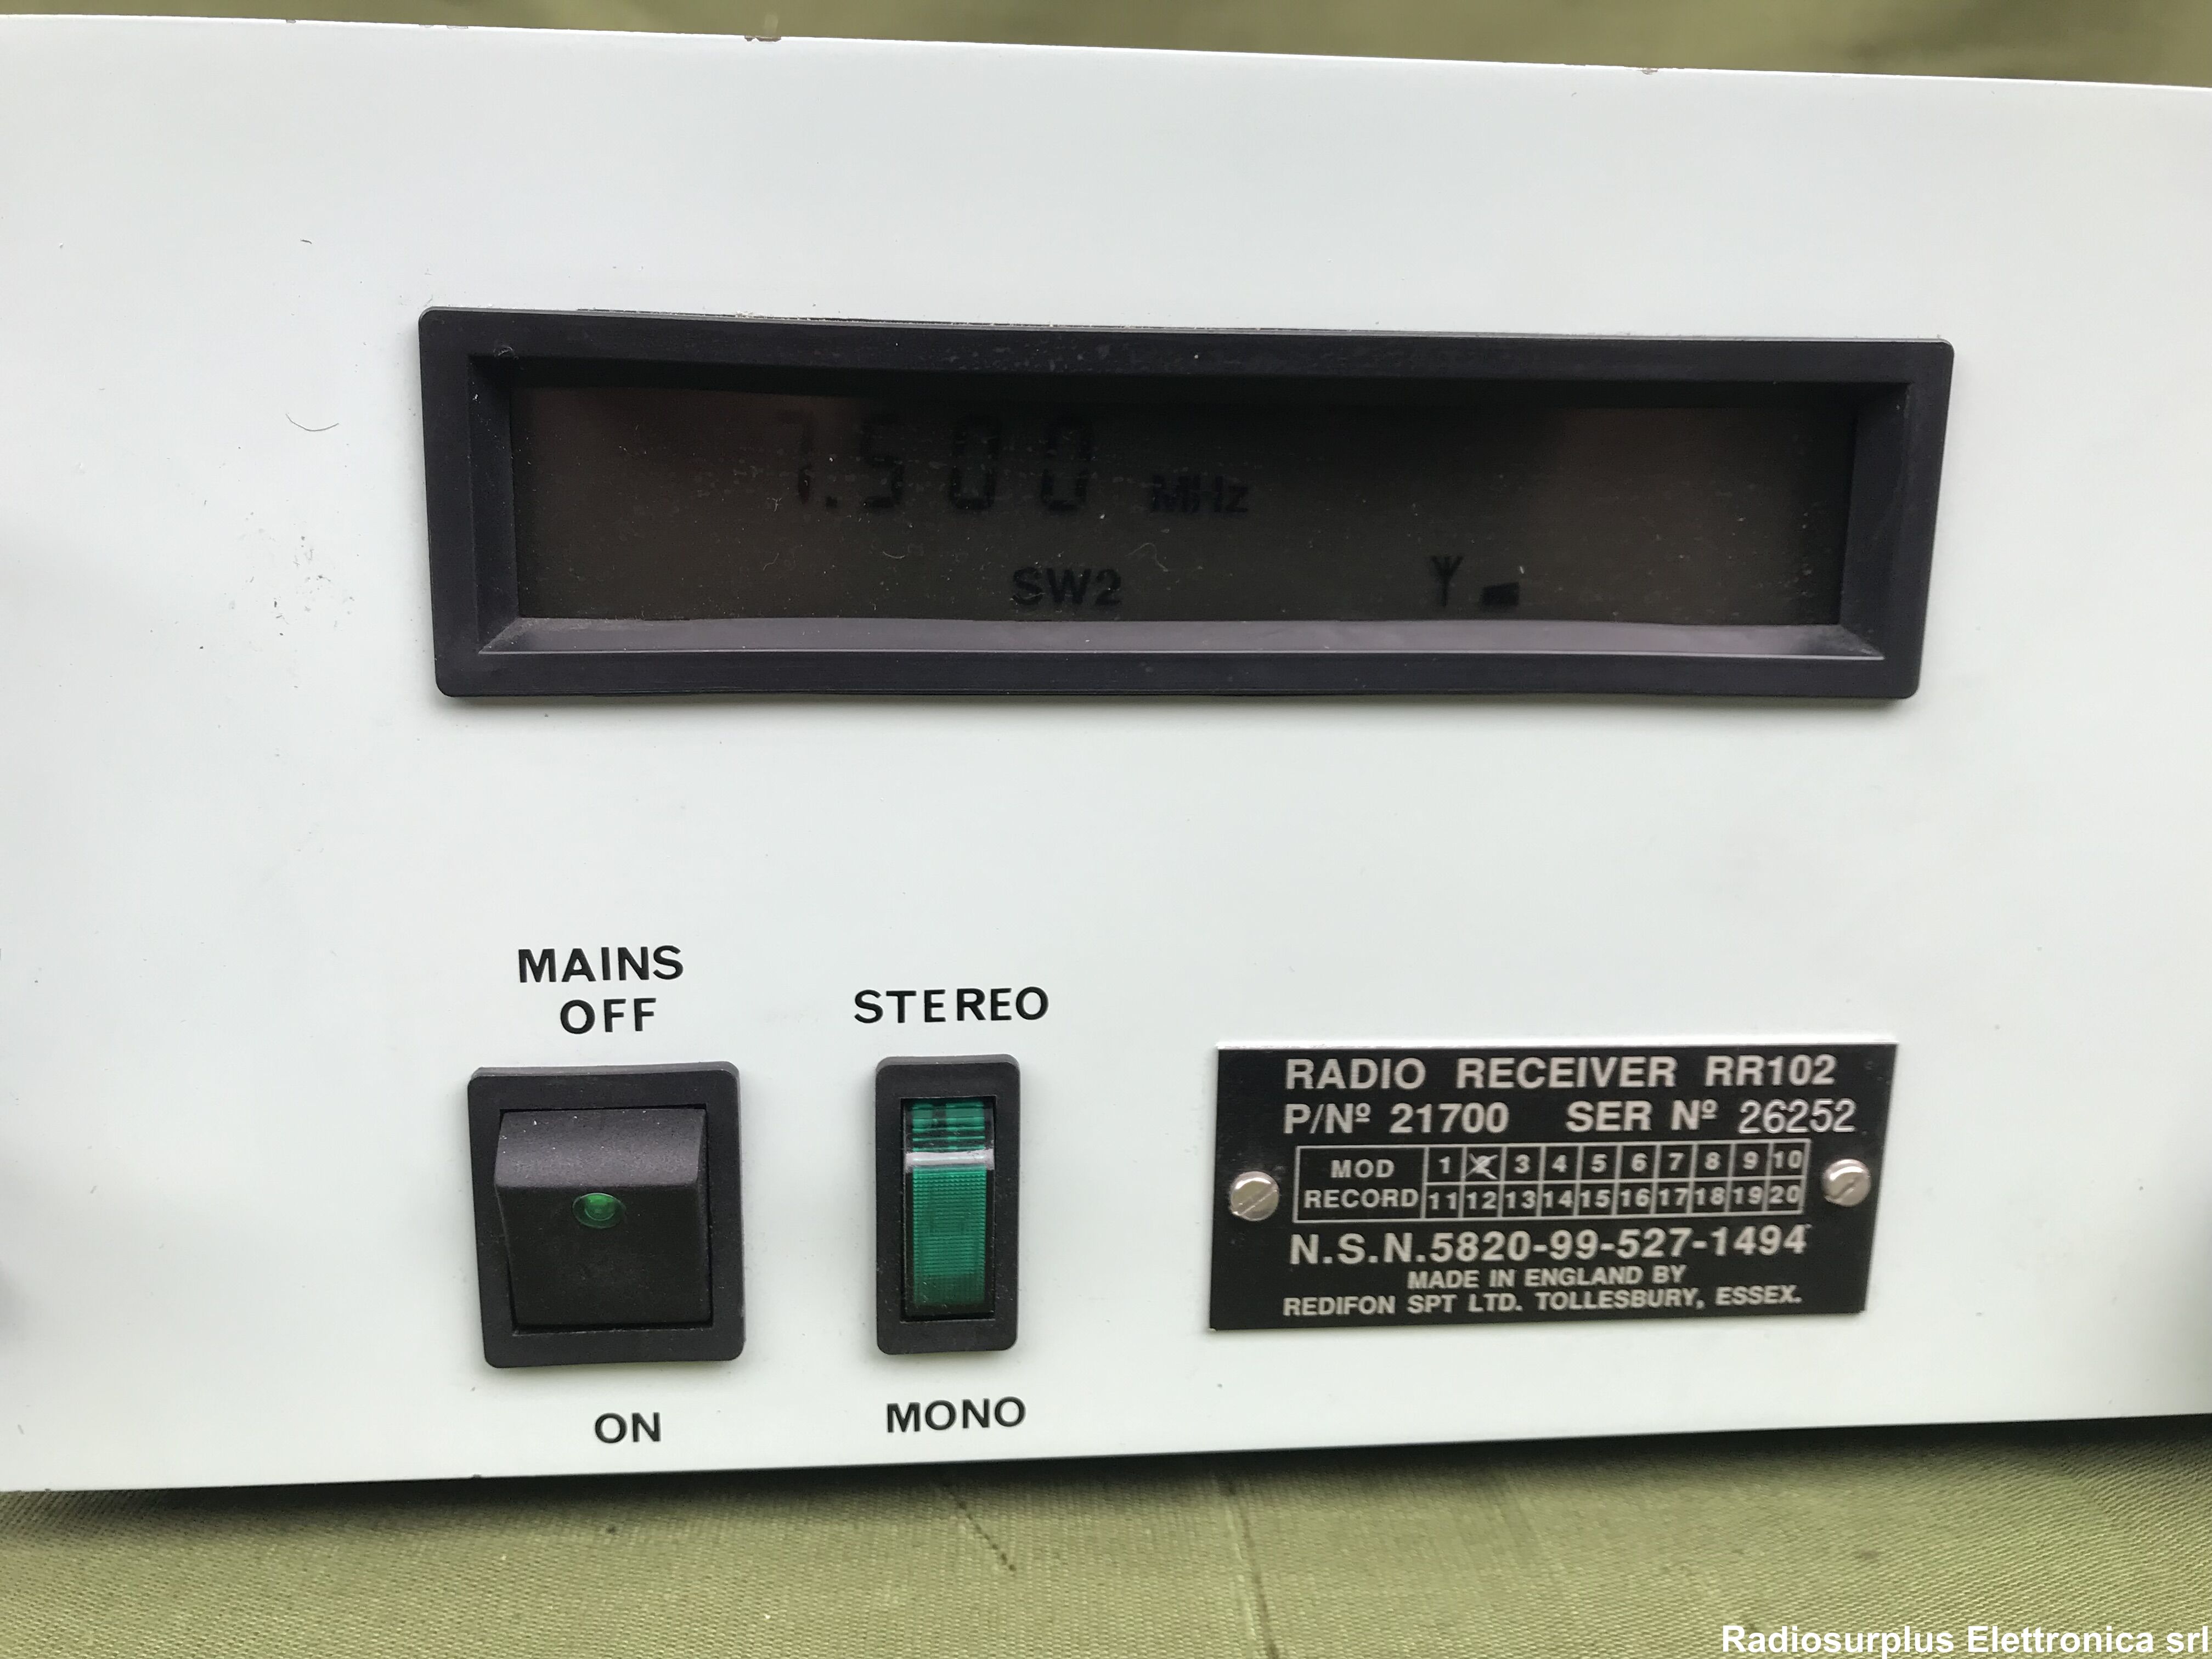 7.500 MHz
SW2
MAINS
OFF
STEREO
ON
MONO
RADIO RECEIVER RR102
P/Nº 21700 SER Nº 26252
MOD 1 2 3 4 5 6 7 8 9 10
RECORD 11 12 13 14 15 16 17 18 19 20
N.S.N.5820-99-527-1494
MADE IN ENGLAND BY
REDIFON SPT LTD. TOLLESBURY, ESSEX.
Radiosurplus Elettronica srl